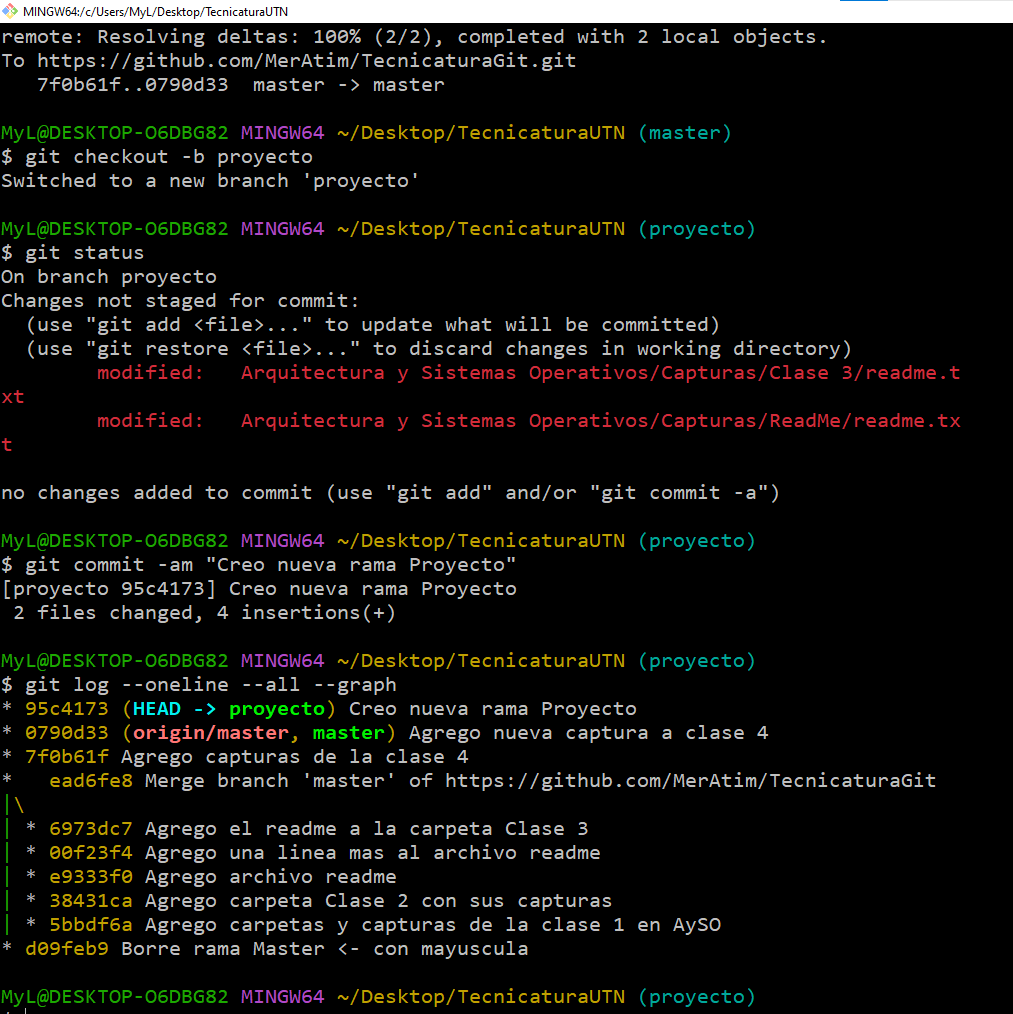 MINGW64:/c/Users/MyL/Desktop/TecnicaturaUTN
remote: Resolving deltas: 100% (2/2), completed with 2 local objects.
To https://github.com/MerAtim/TecnicaturaGit.git
   7f0b61f..0790d33  master -> master

MyL@DESKTOP-O6DBG82 MINGW64 ~/Desktop/TecnicaturaUTN (master)
$ git checkout -b proyecto
Switched to a new branch 'proyecto'

MyL@DESKTOP-O6DBG82 MINGW64 ~/Desktop/TecnicaturaUTN (proyecto)
$ git status
On branch proyecto
Changes not staged for commit:
  (use "git add <file>..." to update what will be committed)
  (use "git restore <file>..." to discard changes in working directory)
        modified:   Arquitectura y Sistemas Operativos/Capturas/Clase 3/readme.t
xt
        modified:   Arquitectura y Sistemas Operativos/Capturas/ReadMe/readme.tx
t

no changes added to commit (use "git add" and/or "git commit -a")

MyL@DESKTOP-O6DBG82 MINGW64 ~/Desktop/TecnicaturaUTN (proyecto)
$ git commit -am "Creo nueva rama Proyecto"
[proyecto 95c4173] Creo nueva rama Proyecto
 2 files changed, 4 insertions(+)

MyL@DESKTOP-O6DBG82 MINGW64 ~/Desktop/TecnicaturaUTN (proyecto)
$ git log --oneline --all --graph
* 95c4173 (HEAD -> proyecto) Creo nueva rama Proyecto
* 0790d33 (origin/master, master) Agrego nueva captura a clase 4
* 7f0b61f Agrego capturas de la clase 4
*   ead6fe8 Merge branch 'master' of https://github.com/MerAtim/TecnicaturaGit
|\
| * 6973dc7 Agrego el readme a la carpeta Clase 3
| * 00f23f4 Agrego una linea mas al archivo readme
| * e9333f0 Agrego archivo readme
| * 38431ca Agrego carpeta Clase 2 con sus capturas
| * 5bbdf6a Agrego carpetas y capturas de la clase 1 en AySO
* d09feb9 Borre rama Master <- con mayuscula

MyL@DESKTOP-O6DBG82 MINGW64 ~/Desktop/TecnicaturaUTN (proyecto)